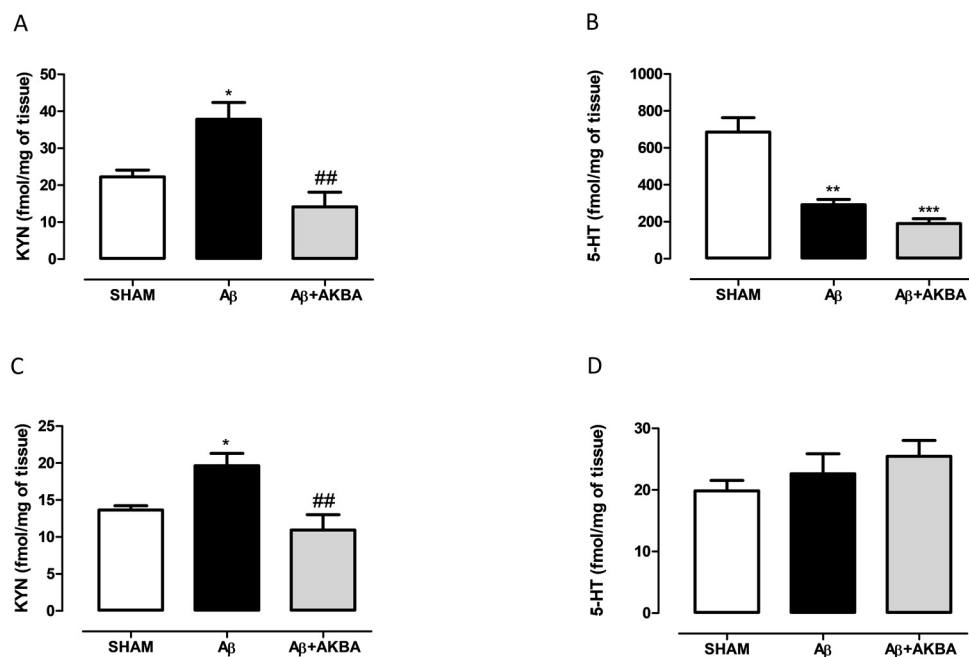 A
KYN (fmol/mg of tissue)
50
40
30
20
10
0
*
##
SHAM
Aβ
Aβ+AKBA
B
5-HT (fmol/mg of tissue)
1000
800
600
400
200
0
**
***
SHAM
Aβ
Aβ+AKBA
C
KYN (fmol/mg of tissue)
25
20
15
10
5
0
*
##
SHAM
Aβ
Aβ+AKBA
D
5-HT (fmol/mg of tissue)
30
20
10
0
SHAM
Aβ
Aβ+AKBA